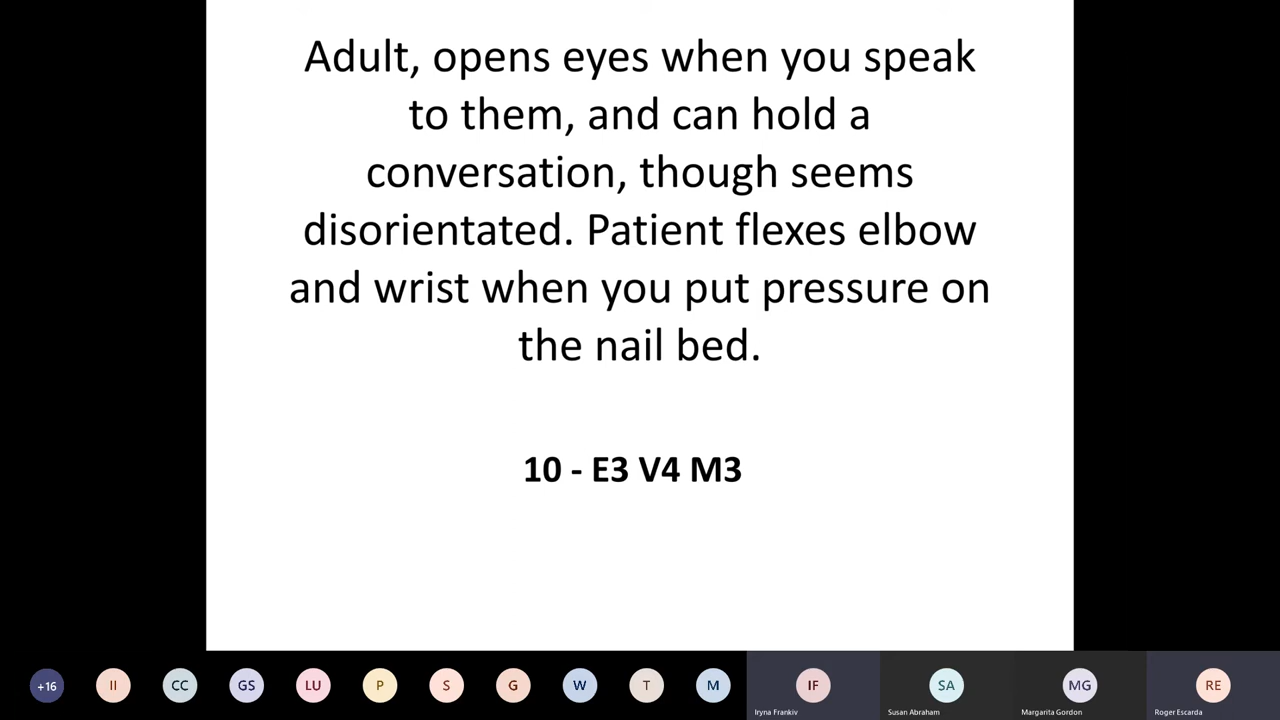 Adult, opens eyes when you speak
to them, and can hold a
conversation, though seems
disorientated. Patient flexes elbow
and wrist when you put pressure on
the nail bed.
10 - E3 V4 M3
+16 II CC GS LU P S G W T M IF SA MG RE
Iryna Frankiv Susan Abraham Margarita Gordon Roger Escarda